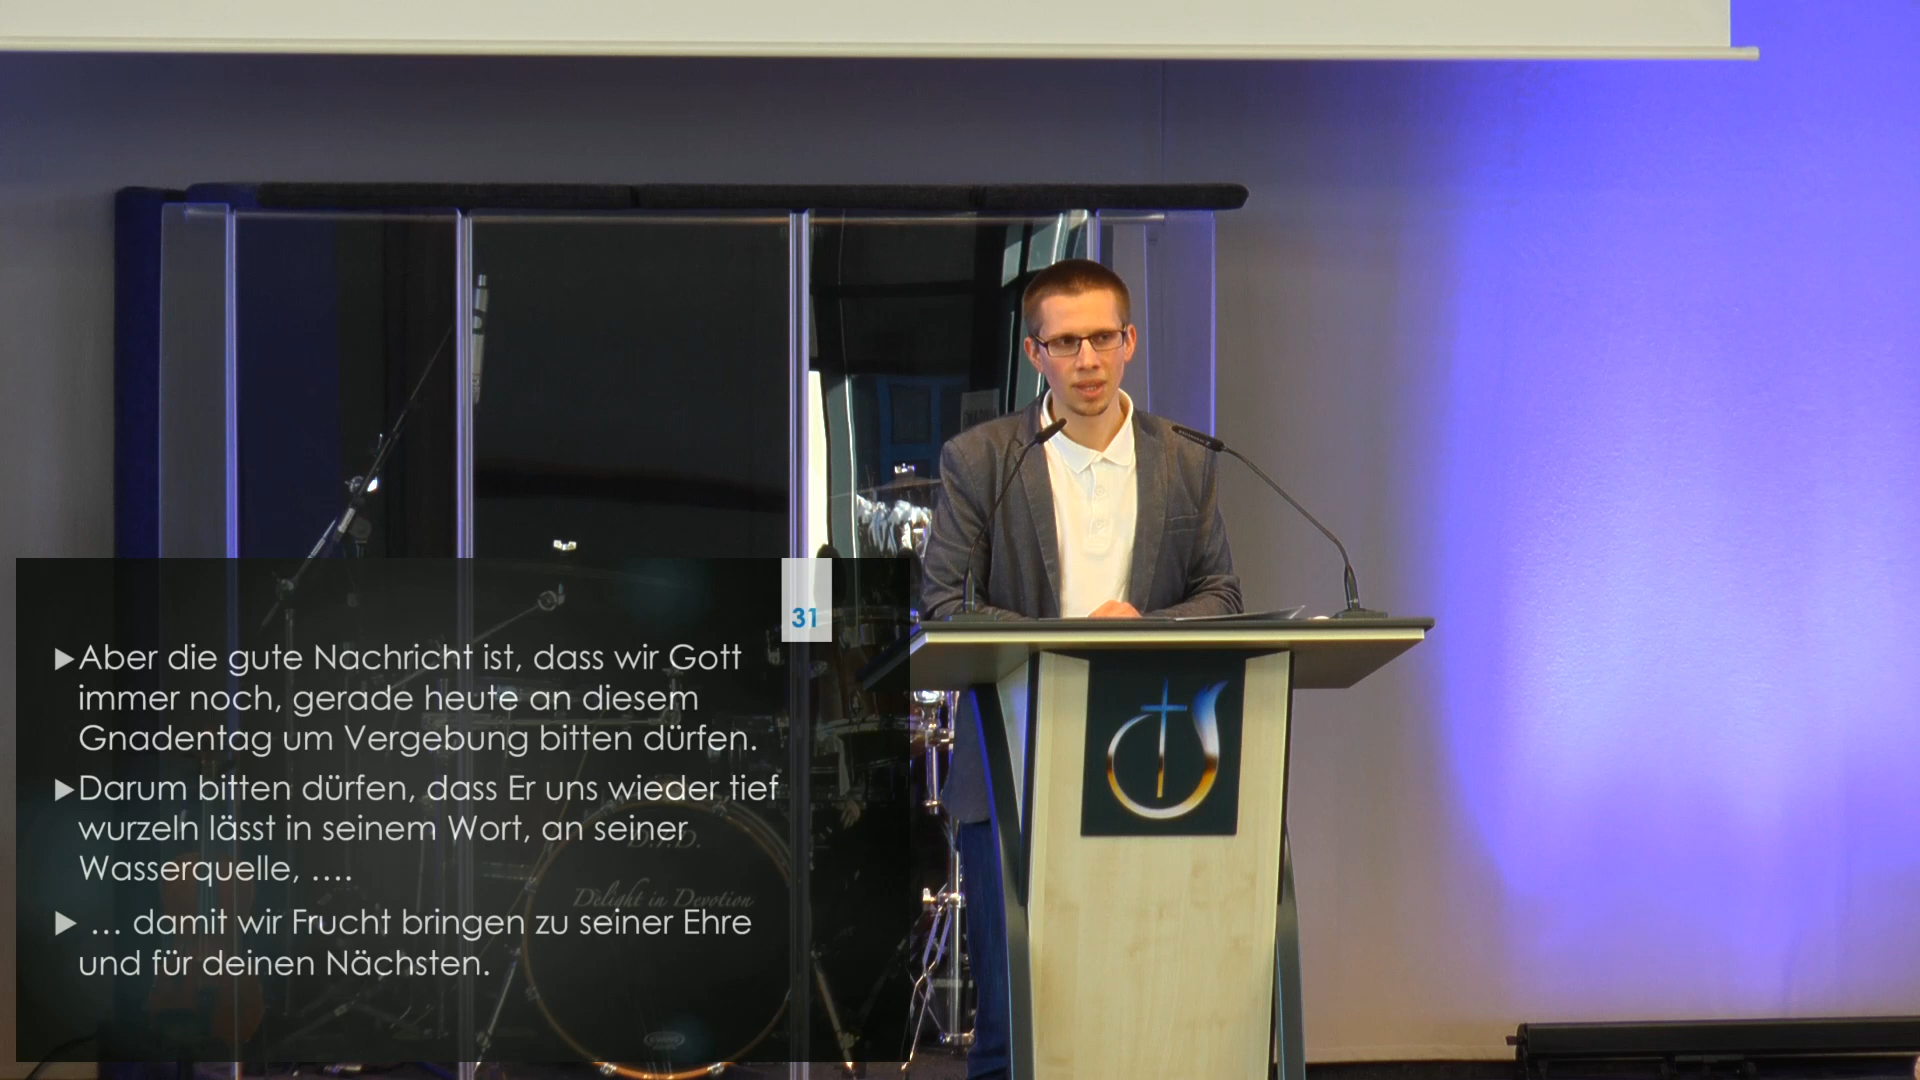 31
▶Aber die gute Nachricht ist, dass wir Gott
immer noch, gerade heute an diesem
Gnadentag um Vergebung bitten dürfen.
▶Darum bitten dürfen, dass Er uns wieder tief
wurzeln lässt in seinem Wort, an seiner
Wasserquelle, ….
▶ … damit wir Frucht bringen zu seiner Ehre
und für deinen Nächsten.
D.I.D.
Delight in Devotion